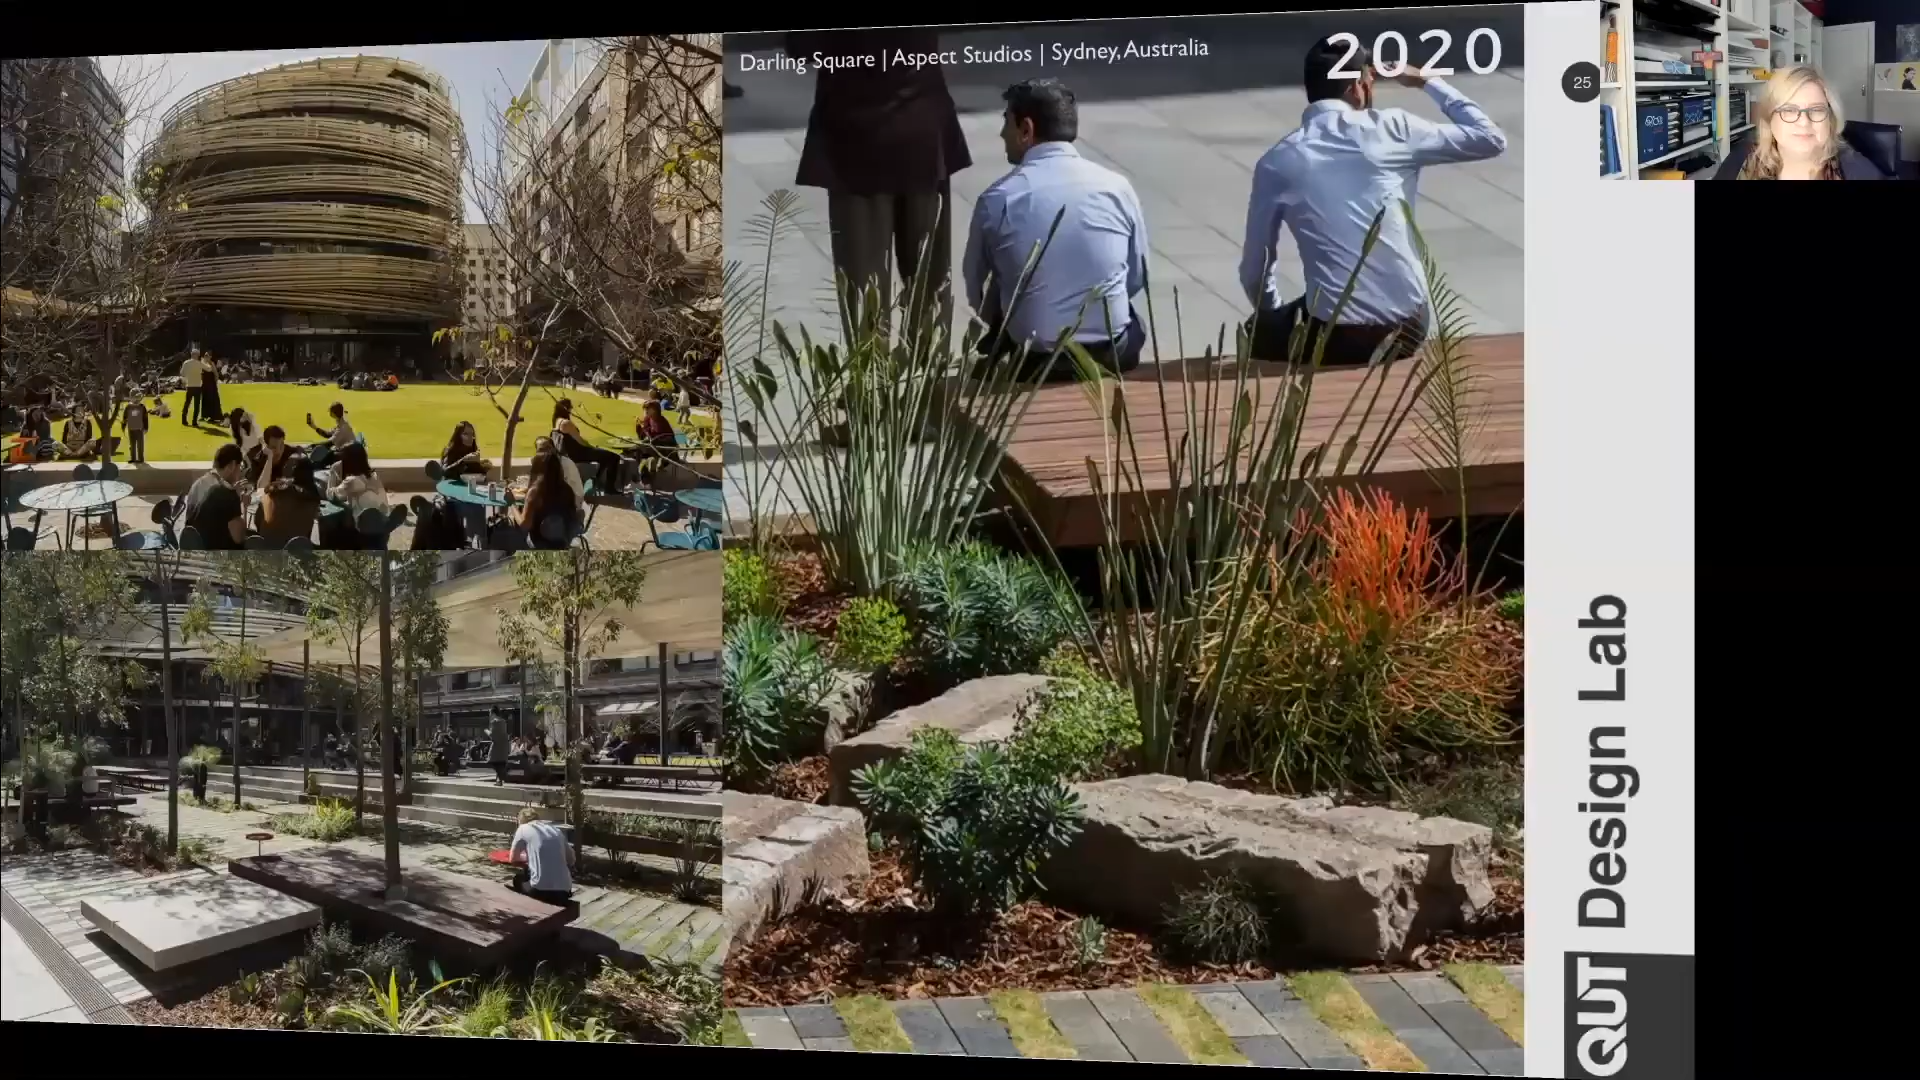 Darling Square | Aspect Studios | Sydney, Australia
2020
25
QUT Design Lab